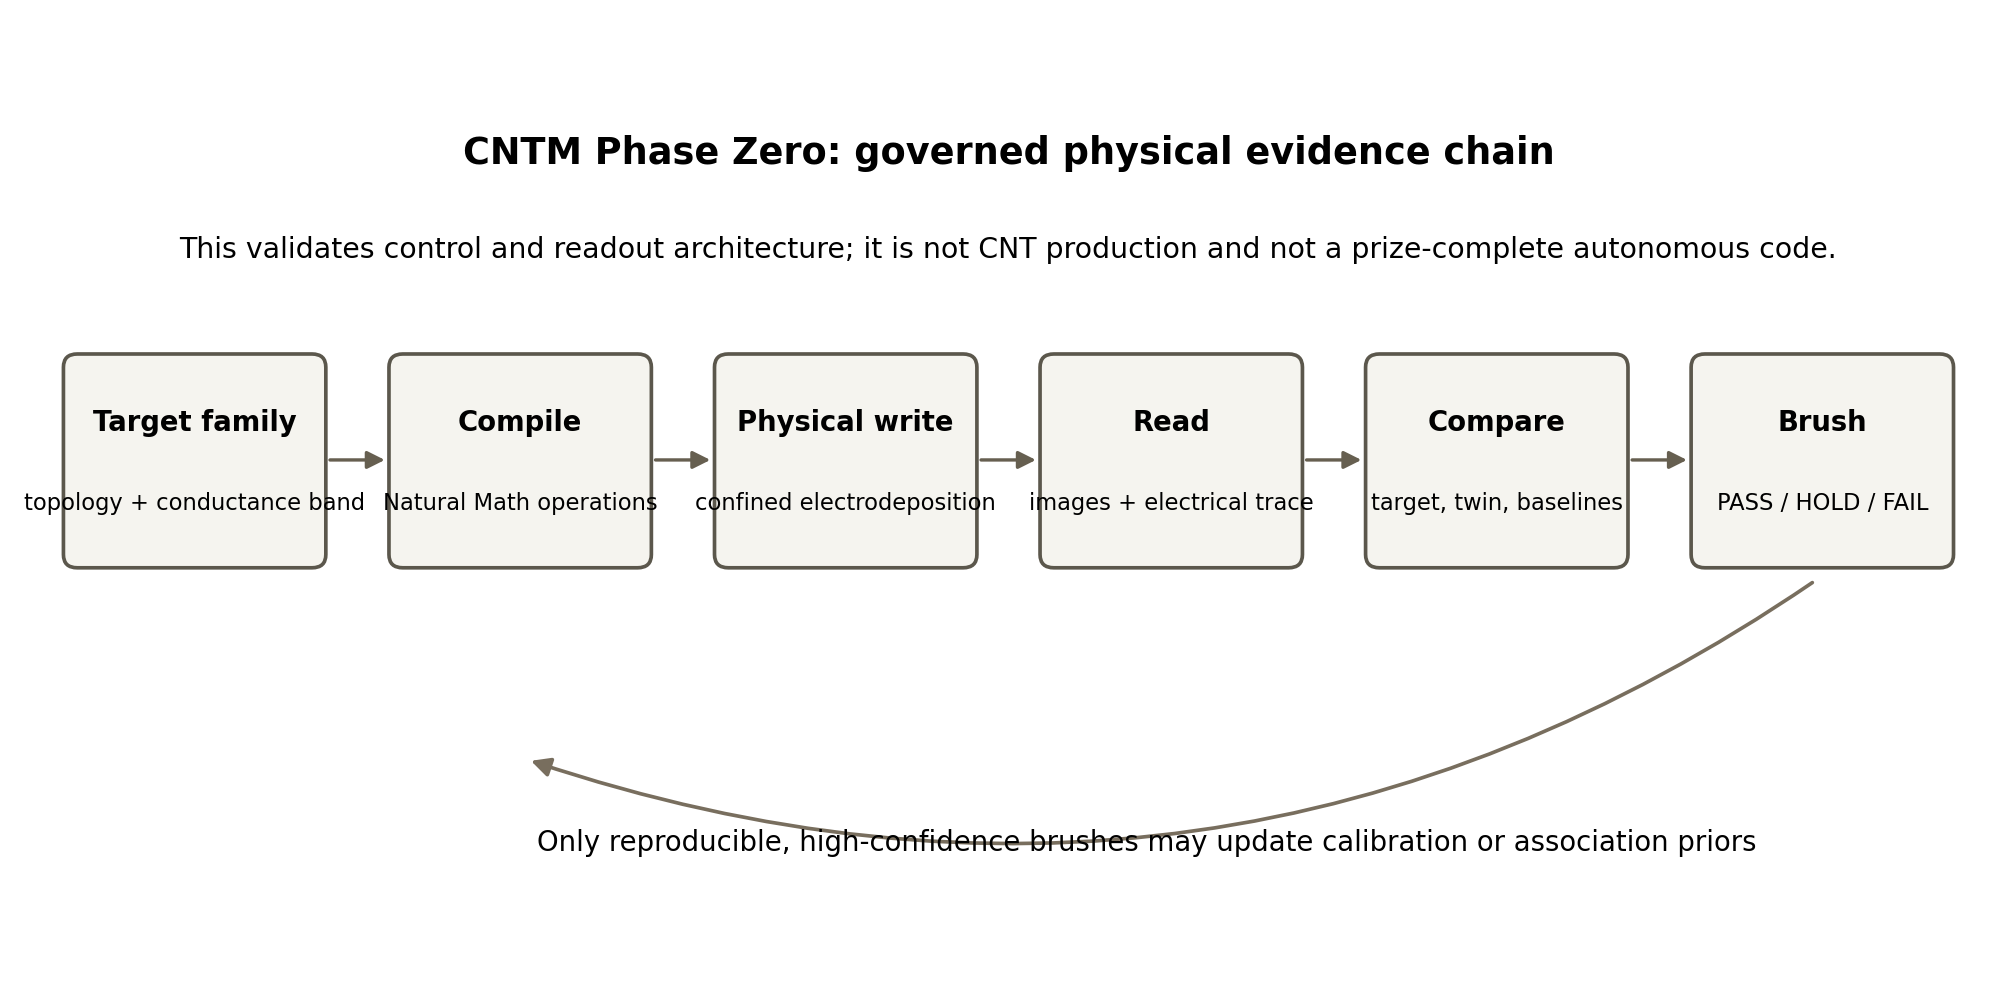 CNTM Phase Zero: governed physical evidence chain
This validates control and readout architecture; it is not CNT production and not a prize-complete autonomous code.
Target family
topology + conductance band
Compile
Natural Math operations
Physical write
confined electrodeposition
Read
images + electrical trace
Compare
target, twin, baselines
Brush
PASS / HOLD / FAIL
Only reproducible, high-confidence brushes may update calibration or association priors